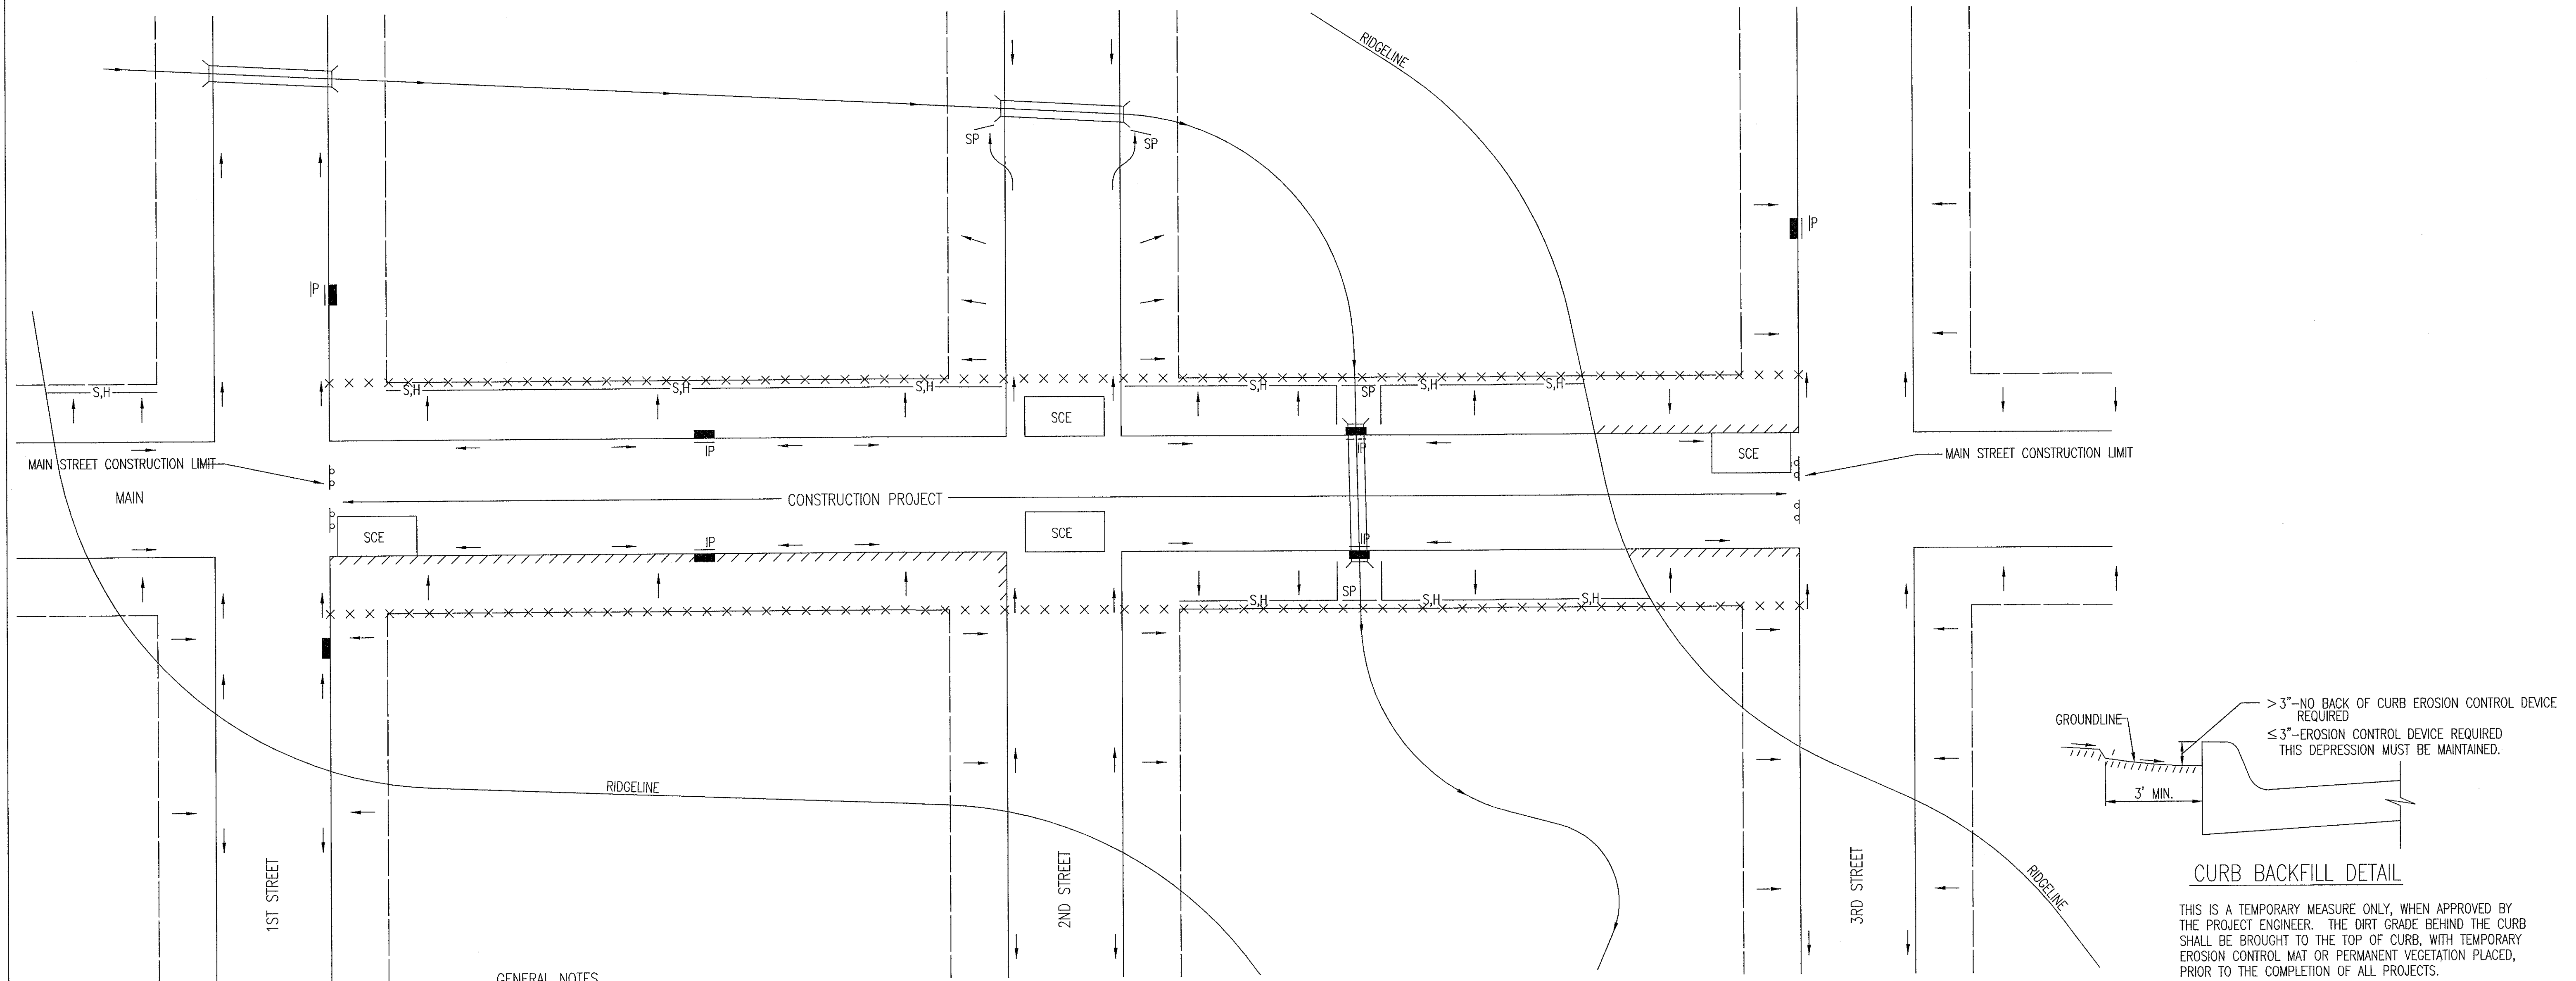 RIDGELINE
SP
SP
|P
|P
S,H
S,H
S,H
S,H
S,H
SP
S,H
S,H
SCE
IP
IP
SCE
MAIN STREET CONSTRUCTION LIMIT
MAIN STREET CONSTRUCTION LIMIT
MAIN
CONSTRUCTION PROJECT
SCE
SCE
IP
IP
S,H
SP
S,H
S,H
RIDGELINE
1ST STREET
2ND STREET
3RD STREET
RIDGELINE
GENERAL NOTES
> 3"-NO BACK OF CURB EROSION CONTROL DEVICE
REQUIRED
≤ 3"-EROSION CONTROL DEVICE REQUIRED
THIS DEPRESSION MUST BE MAINTAINED.
GROUNDLINE
3' MIN.
CURB BACKFILL DETAIL
THIS IS A TEMPORARY MEASURE ONLY, WHEN APPROVED BY
THE PROJECT ENGINEER. THE DIRT GRADE BEHIND THE CURB
SHALL BE BROUGHT TO THE TOP OF CURB, WITH TEMPORARY
EROSION CONTROL MAT OR PERMANENT VEGETATION PLACED,
PRIOR TO THE COMPLETION OF ALL PROJECTS.